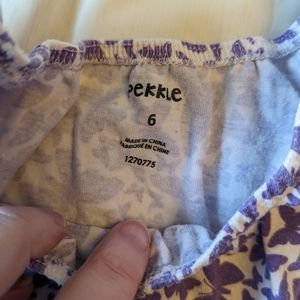 pekkle
6
MADE IN CHINA
FABRIQUÉ EN CHINE
1270775